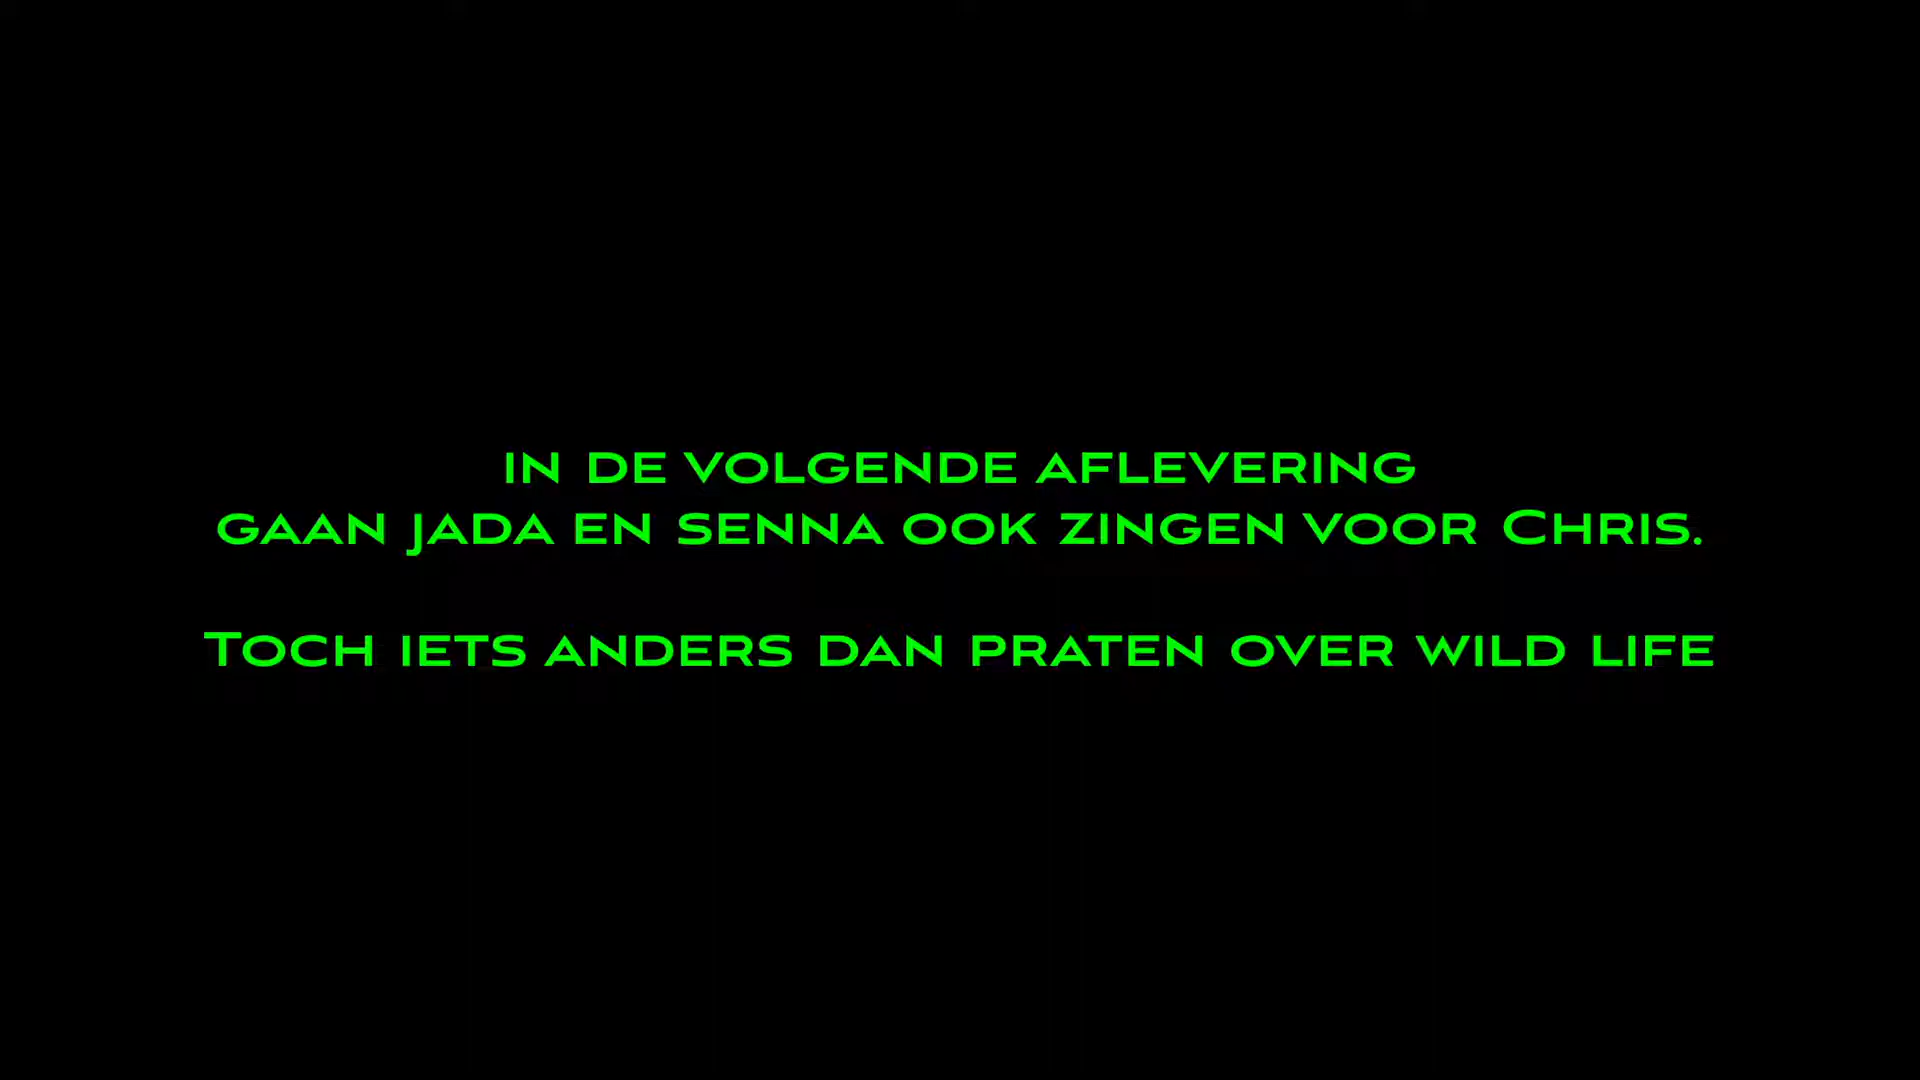 in de volgende aflevering
gaan jada en senna ook zingen voor Chris.
Toch iets anders dan praten over wild life